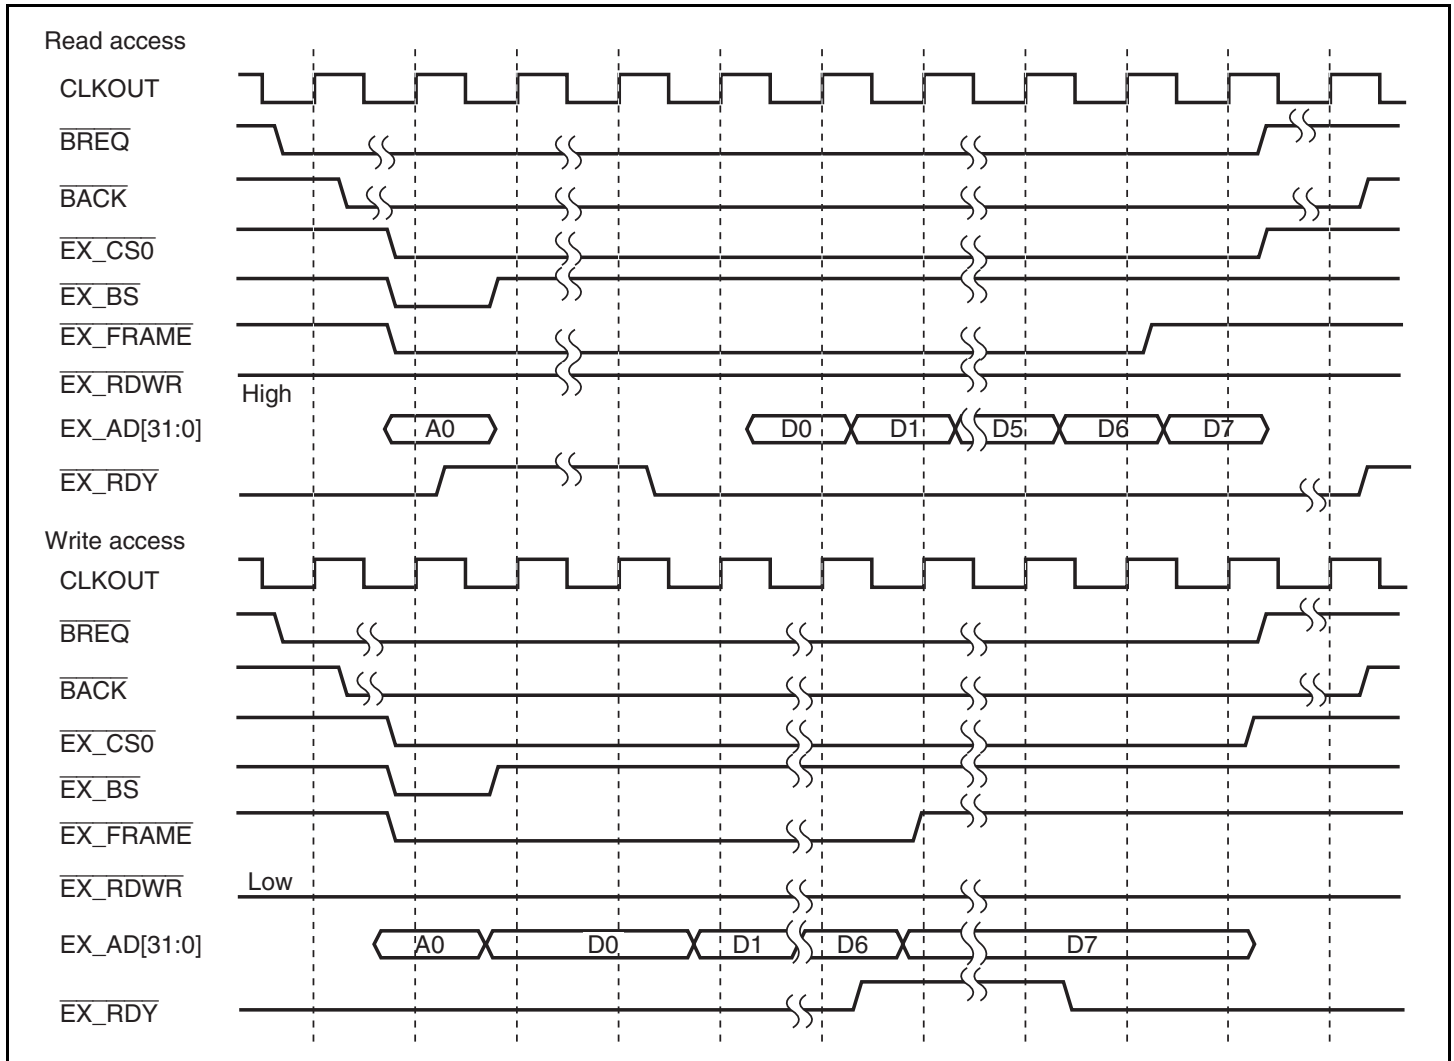 Read access
CLKOUT
BREQ
BACK
EX_CS0
EX_BS
EX_FRAME
EX_RDWR
High
EX_AD[31:0] A0 D0 D1 D5 D6 D7
EX_RDY
Write access
CLKOUT
BREQ
BACK
EX_CS0
EX_BS
EX_FRAME
EX_RDWR Low
EX_AD[31:0] A0 D0 D1 D6 D7
EX_RDY